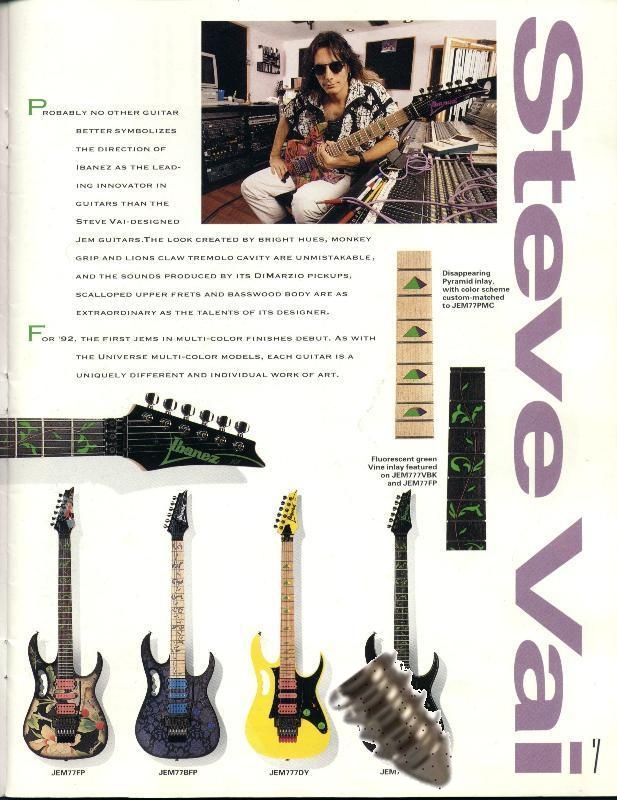 Steve Vai
PROBABLY NO OTHER GUITAR
BETTER SYMBOLIZES
THE DIRECTION OF
IBANEZ AS THE LEAD-
ING INNOVATOR IN
GUITARS THAN THE
STEVE VAI-DESIGNED
JEM GUITARS.THE LOOK CREATED BY BRIGHT HUES, MONKEY
GRIP AND LIONS CLAW TREMOLO CAVITY ARE UNMISTAKABLE,
AND THE SOUNDS PRODUCED BY ITS DIMARZIO PICKUPS,
SCALLOPED UPPER FRETS AND BASSWOOD BODY ARE AS
EXTRAORDINARY AS THE TALENTS OF ITS DESIGNER.
FOR '92, THE FIRST JEMS IN MULTI-COLOR FINISHES DEBUT. AS WITH
THE UNIVERSE MULTI-COLOR MODELS, EACH GUITAR IS A
UNIQUELY DIFFERENT AND INDIVIDUAL WORK OF ART.
Disappearing
Pyramid inlay,
with color scheme
custom-matched
to JEM77PMC
Fluorescent green
Vine inlay featured
on JEM777VBK
and JEM77FP
Ibanez
JEM77FP
JEM77BFP
JEM777DY